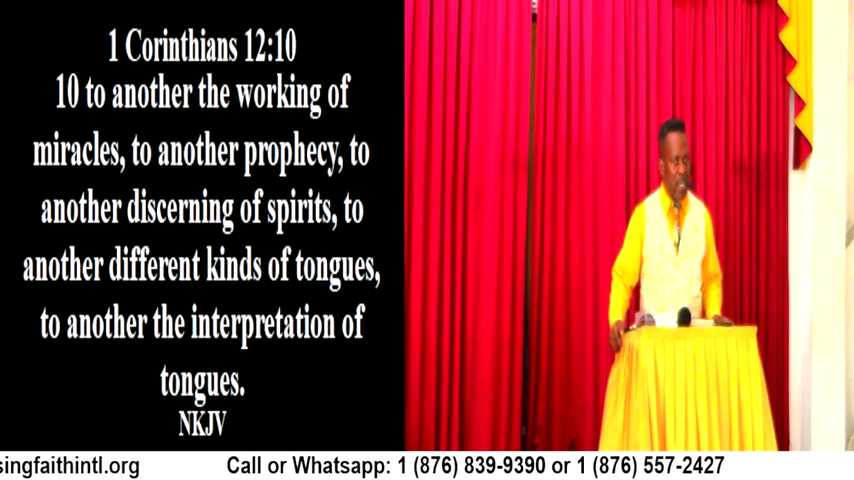 1 Corinthians 12:10
10 to another the working of
miracles, to another prophecy, to
another discerning of spirits, to
another different kinds of tongues,
to another the interpretation of
tongues.
NKJV
singfaithintl.org Call or Whatsapp: 1 (876) 839-9390 or 1 (876) 557-2427